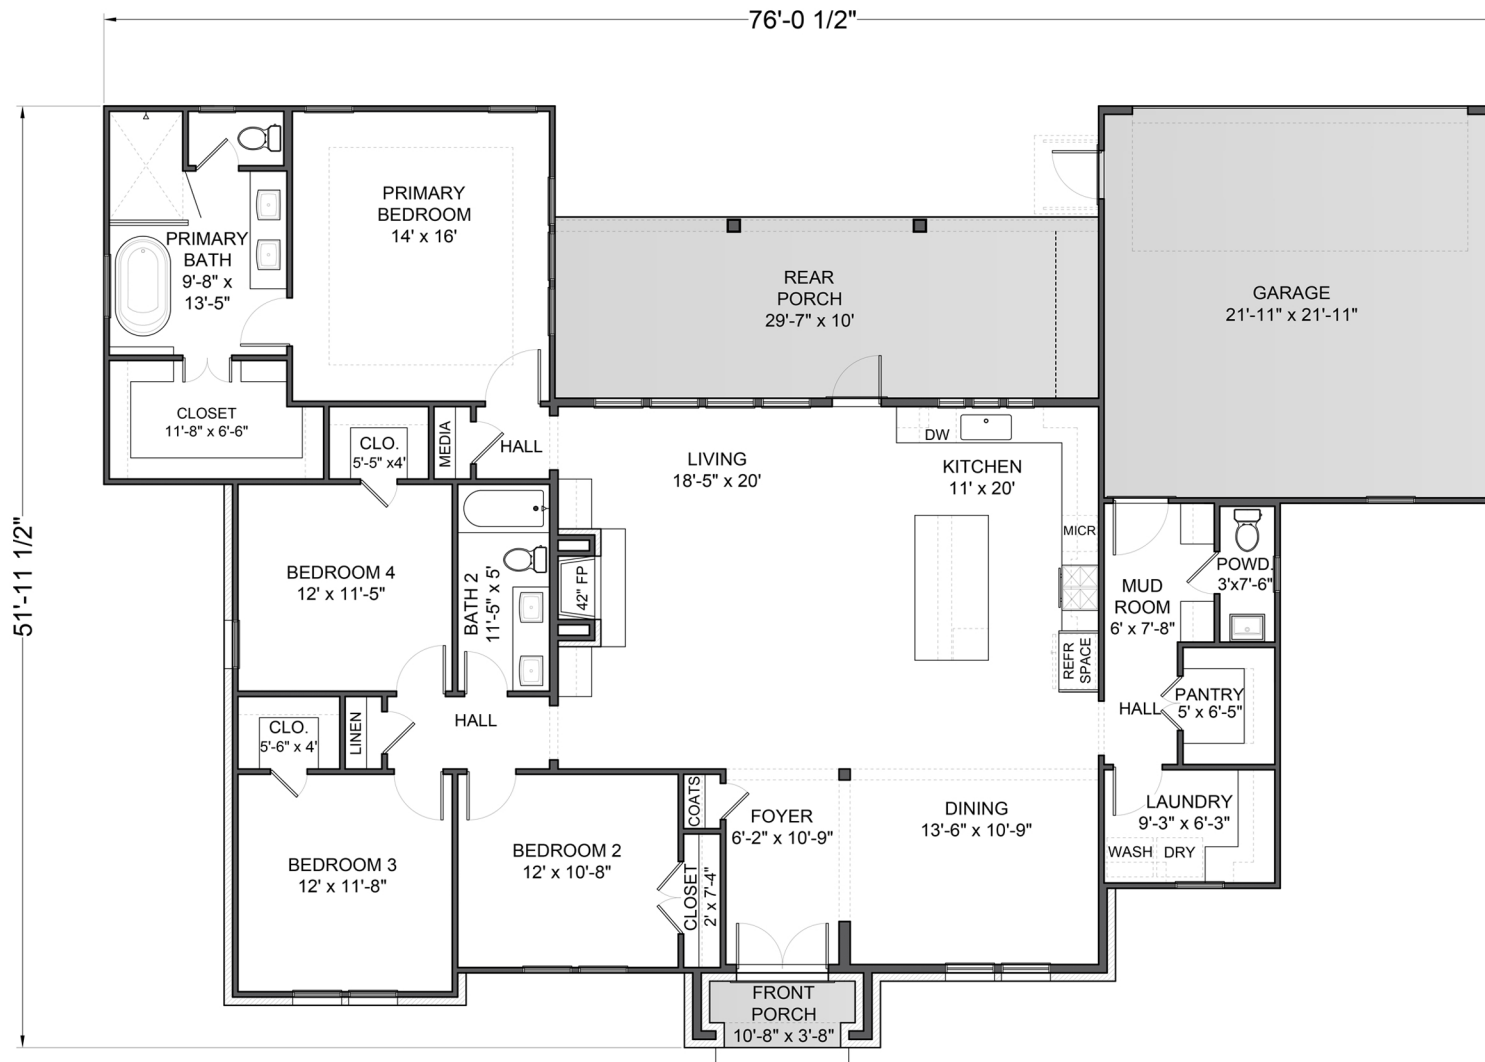 76'-0 1/2"
51'-11 1/2"
PRIMARY
BEDROOM
14' x 16'
PRIMARY
BATH
9'-8" x
13'-5"
REAR
PORCH
29'-7" x 10'
GARAGE
21'-11" x 21'-11"
CLOSET
11'-8" x 6'-6"
CLO.
5'-5" x4'
MEDIA
HALL
LIVING
18'-5" x 20'
DW
KITCHEN
11' x 20'
MICR
BEDROOM 4
12' x 11'-5"
BATH 2
11'-5" x 5'
42" FP
MUD
ROOM
6' x 7'-8"
POWD.
3'x7'-6"
REFR
SPACE
CLO.
5'-6" x 4'
LINEN
HALL
HALL
PANTRY
5' x 6'-5"
COATS
FOYER
6'-2" x 10'-9"
DINING
13'-6" x 10'-9"
LAUNDRY
9'-3" x 6'-3"
WASH
DRY
BEDROOM 3
12' x 11'-8"
BEDROOM 2
12' x 10'-8"
CLOSET
2' x 7'-4"
FRONT
PORCH
10'-8" x 3'-8"